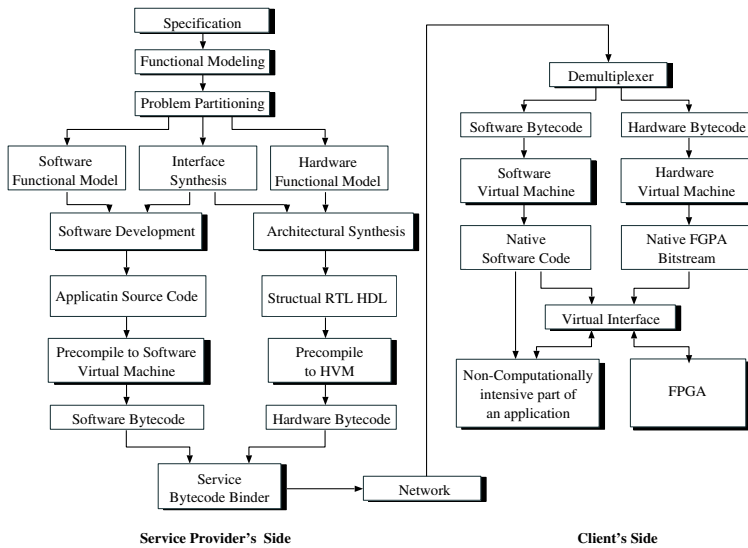 Specification
Functional Modeling
Problem Partitioning
Software
Functional Model
Interface
Synthesis
Hardware
Functional Model
Software Development
Architectural Synthesis
Applicatin Source Code
Structual RTL HDL
Precompile to Software
Virtual Machine
Precompile
to HVM
Software Bytecode
Hardware Bytecode
Service
Bytecode Binder
Network
Service Provider's Side
Demultiplexer
Software Bytecode
Hardware Bytecode
Software
Virtual Machine
Hardware
Virtual Machine
Native
Software Code
Native FGPA
Bitstream
Virtual Interface
Non-Computationally
intensive part of
an application
FPGA
Client's Side